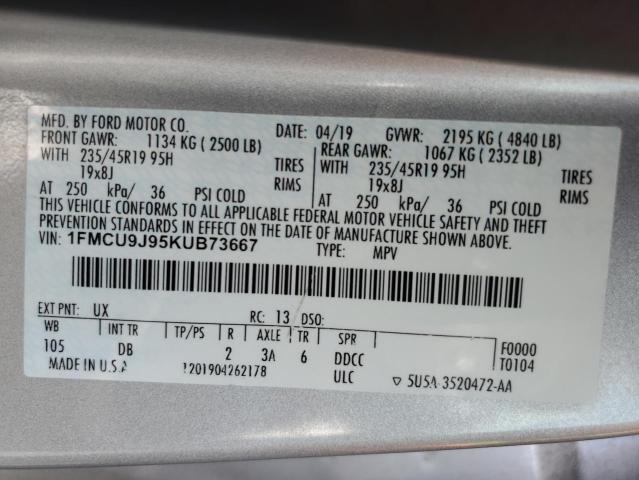 MFD. BY FORD MOTOR CO. DATE: 04/19 GVWR: 2195 KG ( 4840 LB)
FRONT GAWR: 1134 KG ( 2500 LB) REAR GAWR: 1067 KG ( 2352 LB)
WITH 235/45R19 95H TIRES WITH 235/45R19 95H TIRES
19x8J RIMS 19x8J RIMS
AT 250 kPa/ 36 PSI COLD AT 250 kPa/ 36 PSI COLD
THIS VEHICLE CONFORMS TO ALL APPLICABLE FEDERAL MOTOR VEHICLE SAFETY AND THEFT
PREVENTION STANDARDS IN EFFECT ON THE DATE OF MANUFACTURE SHOWN ABOVE.
VIN: 1FMCU9J95KUB73667 TYPE: MPV
EXT PNT: UX RC: 13 DSO:
WB INT TR TP/PS R AXLE TR SPR F0000
105 DB 2 3A 6 DDCC T0104
MADE IN U.S.A 201904262178 ULC ▽ 5U5A-3520472-AA